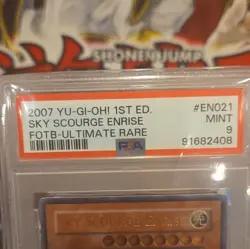 SHONEN JUMP
2007 YU-GI-OH! 1ST ED. #EN021
SKY SCOURGE ENRISE MINT
FOTB-ULTIMATE RARE 9
PSA 91682408